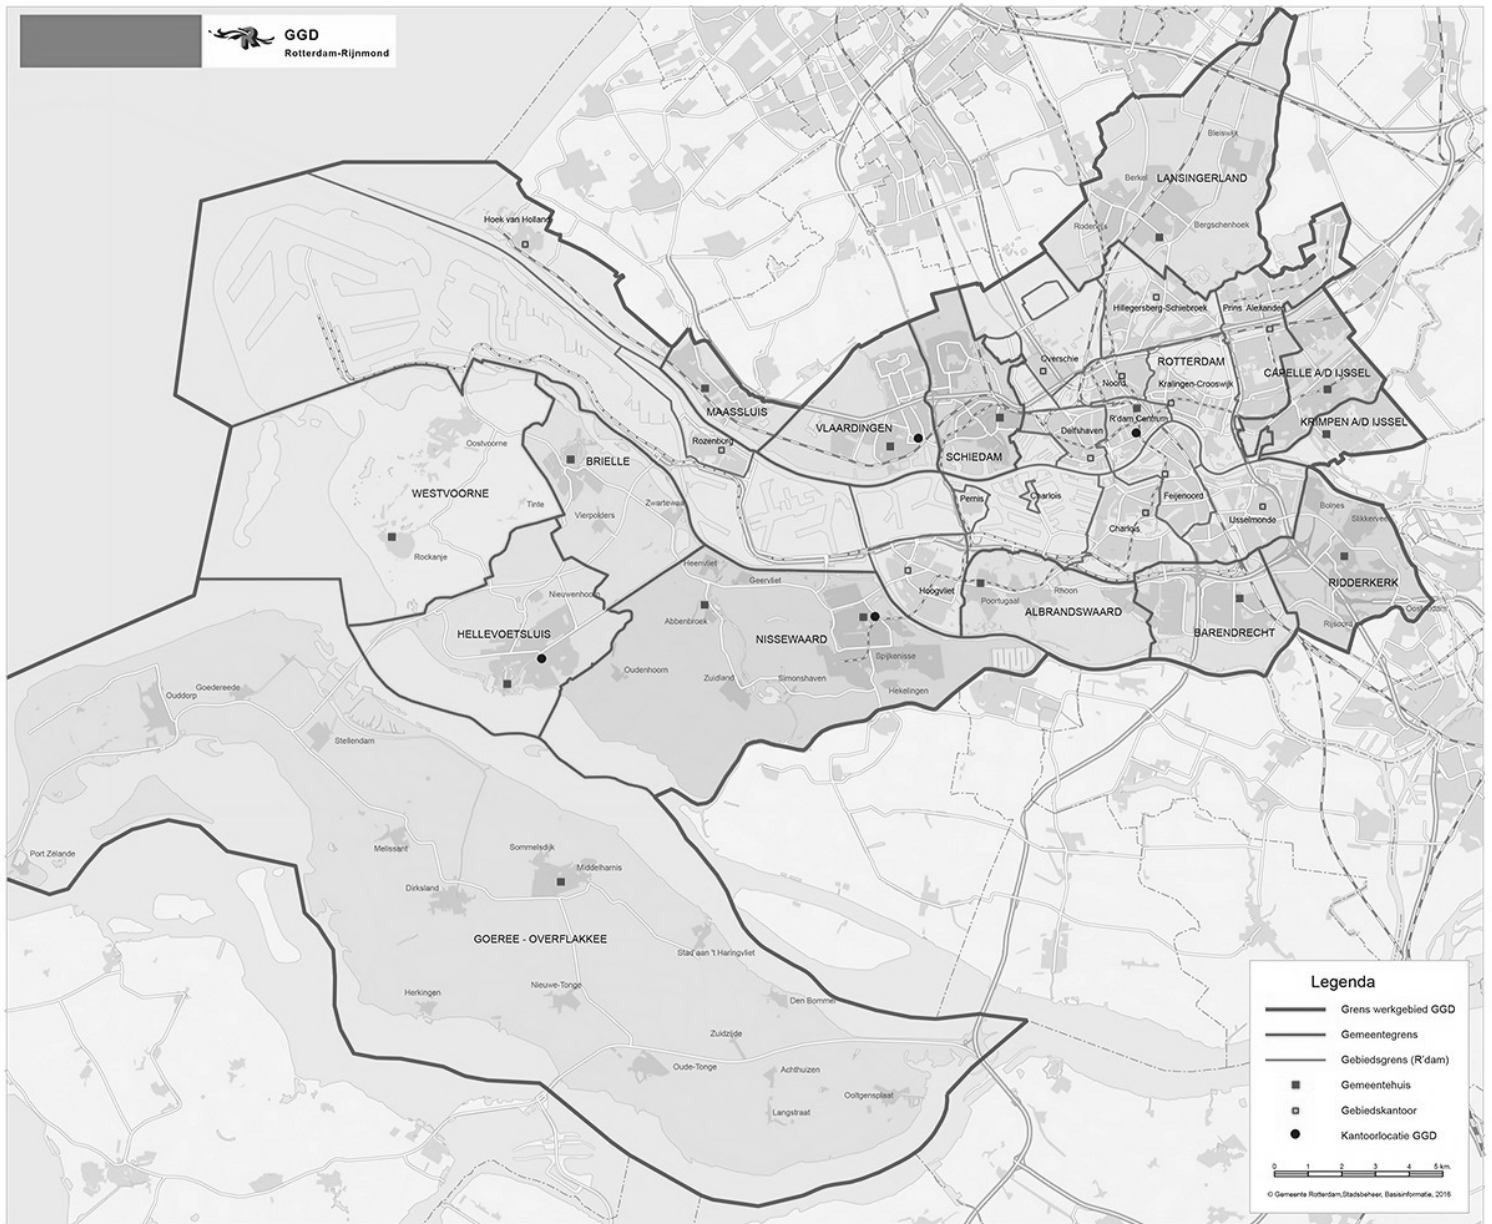 GGD
Rotterdam-Rijnmond
Bleiswijk
Berkel
LANSINGERLAND
Hoek van Holland
Rodenrijs
Bergschenhoek
Hillegersberg-Schiebroek
Prins Alexander
Overschie
ROTTERDAM
Noord
Kralingen-Crooswijk
CAPELLE A/D IJSSEL
MAASSLUIS
R'dam Centrum
KRIMPEN A/D IJSSEL
VLAARDINGEN
Delfshaven
Rozenburg
Oostvoorne
SCHIEDAM
BRIELLE
WESTVOORNE
Pernis
Charlois
Feijenoord
Tinte
Zwartewaal
Vierpolders
Charlois
IJsselmonde
Bolnes
Slikkerveer
Rockanje
Heenvliet
Geervliet
Hoogvliet
Rhoon
Poortugaal
RIDDERKERK
Nieuwenhoorn
Abbenbroek
ALBRANDSWAARD
Oostendam
Rijsoord
HELLEVOETSLUIS
NISSEWAARD
BARENDRECHT
Spijkenisse
Oudenhoorn
Zuidland
Simonshaven
Hekelingen
Goedereede
Ouddorp
Stellendam
Port Zélande
Melissant
Sommelsdijk
Middelharnis
Dirksland
GOEREE - OVERFLAKKEE
Stad aan 't Haringvliet
Herkingen
Nieuwe-Tonge
Den Bommel
Zuidzijde
Oude-Tonge
Achthuizen
Ooltgensplaat
Langstraat
Legenda
Grens werkgebied GGD
Gemeentegrens
Gebiedsgrens (R'dam)
Gemeentehuis
Gebiedskantoor
Kantoorlocatie GGD
0 1 2 3 4 5 km.
© Gemeente Rotterdam,Stadsbeheer, Basisinformatie, 2016